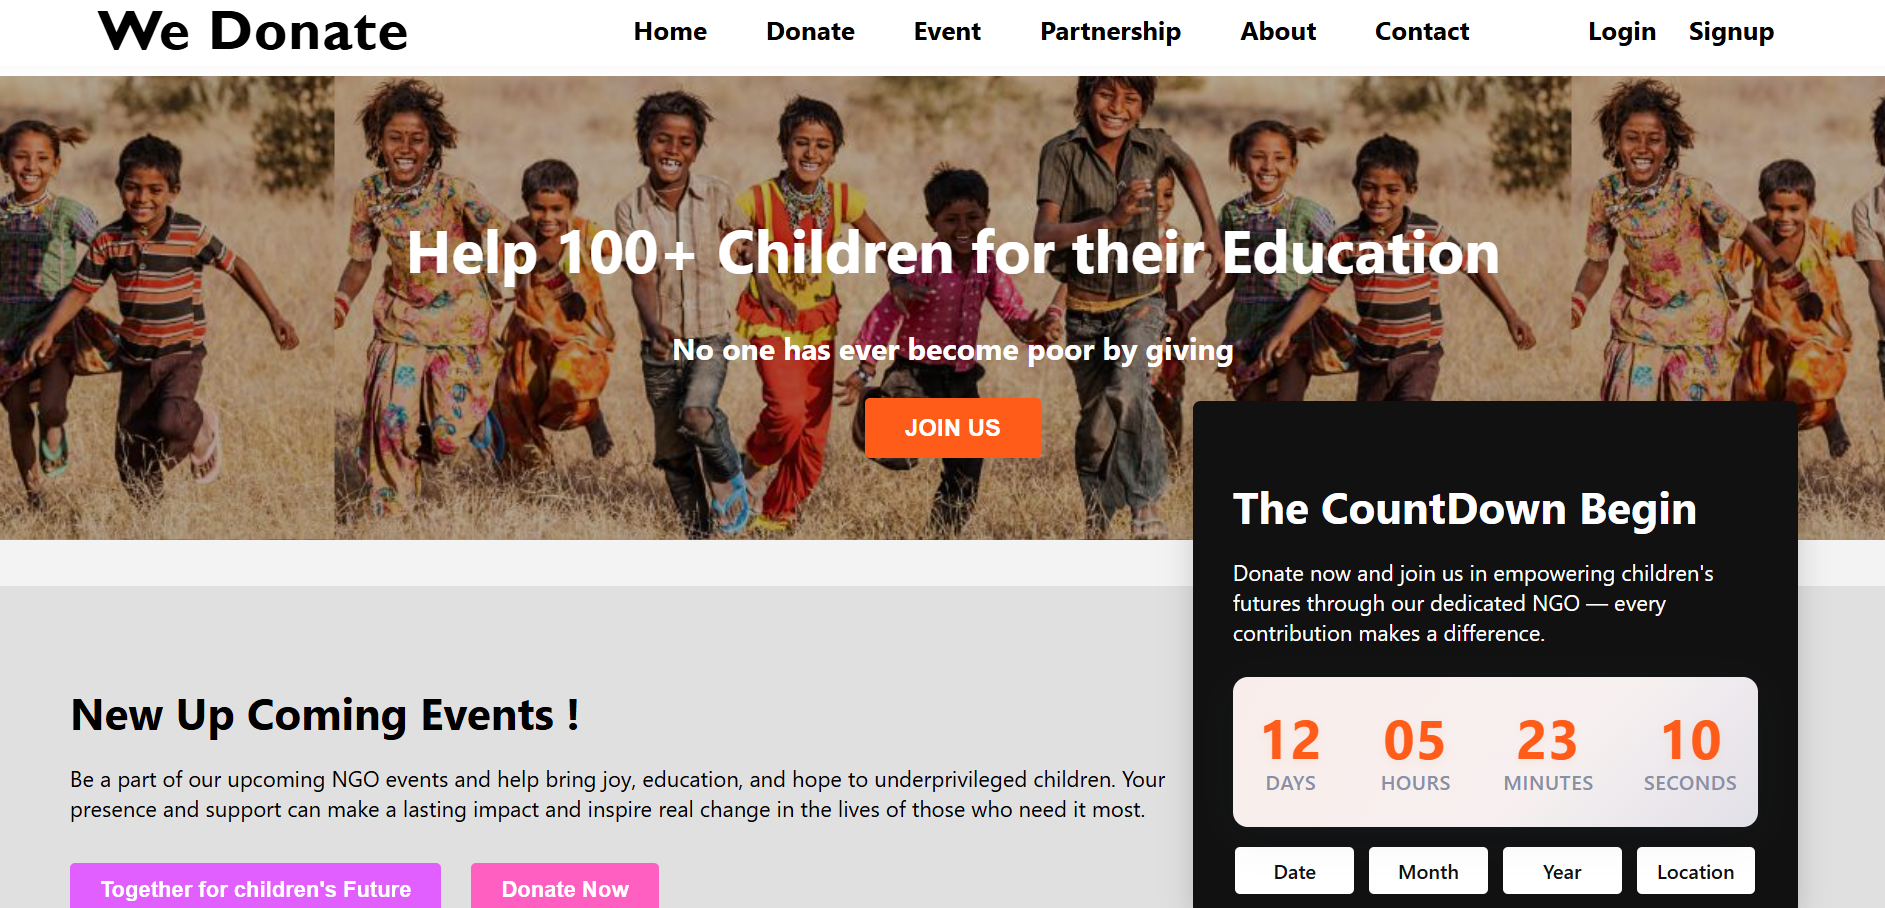 We Donate
Home Donate Event Partnership About Contact Login Signup
Help 100+ Children for their Education
No one has ever become poor by giving
JOIN US
The CountDown Begin
Donate now and join us in empowering children's
futures through our dedicated NGO — every
contribution makes a difference.
12 05 23 10
DAYS HOURS MINUTES SECONDS
Date Month Year Location
New Up Coming Events !
Be a part of our upcoming NGO events and help bring joy, education, and hope to underprivileged children. Your
presence and support can make a lasting impact and inspire real change in the lives of those who need it most.
Together for children's Future Donate Now